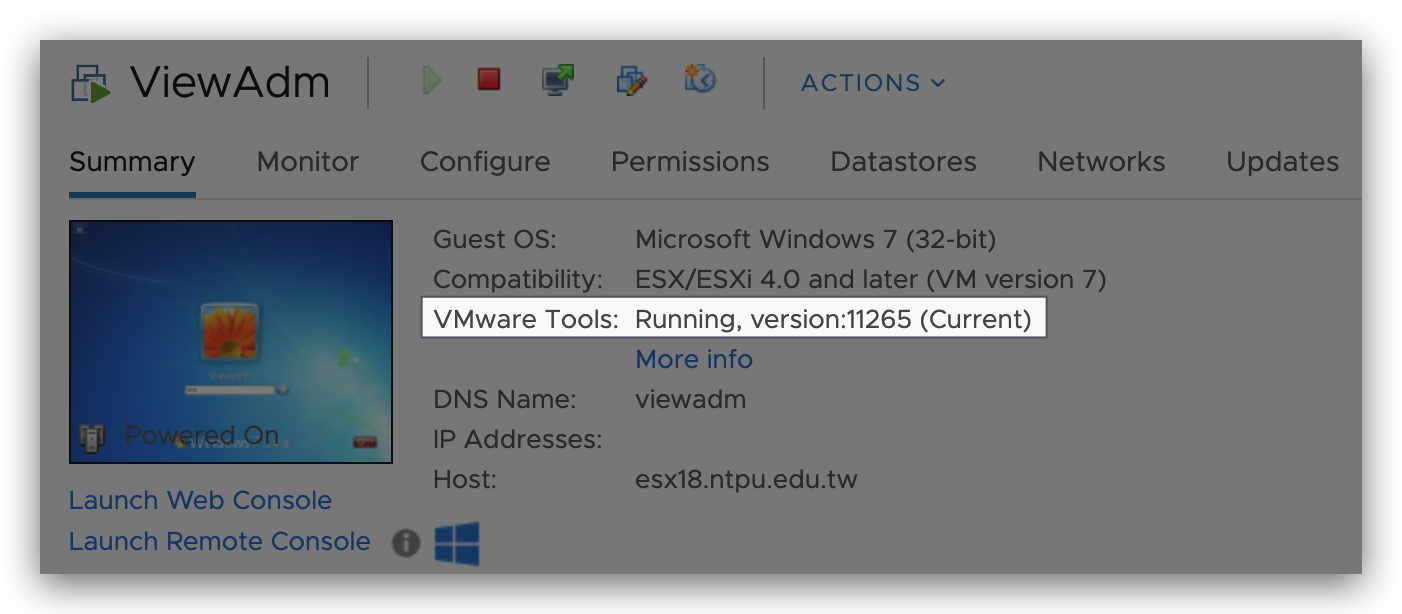 ViewAdm
ACTIONS
Summary Monitor Configure Permissions Datastores Networks Updates
Guest OS: Microsoft Windows 7 (32-bit)
Compatibility: ESX/ESXi 4.0 and later (VM version 7)
VMware Tools: Running, version:11265 (Current)
More info
DNS Name: viewadm
IP Addresses:
Host: esx18.ntpu.edu.tw
Powered On
Launch Web Console
Launch Remote Console